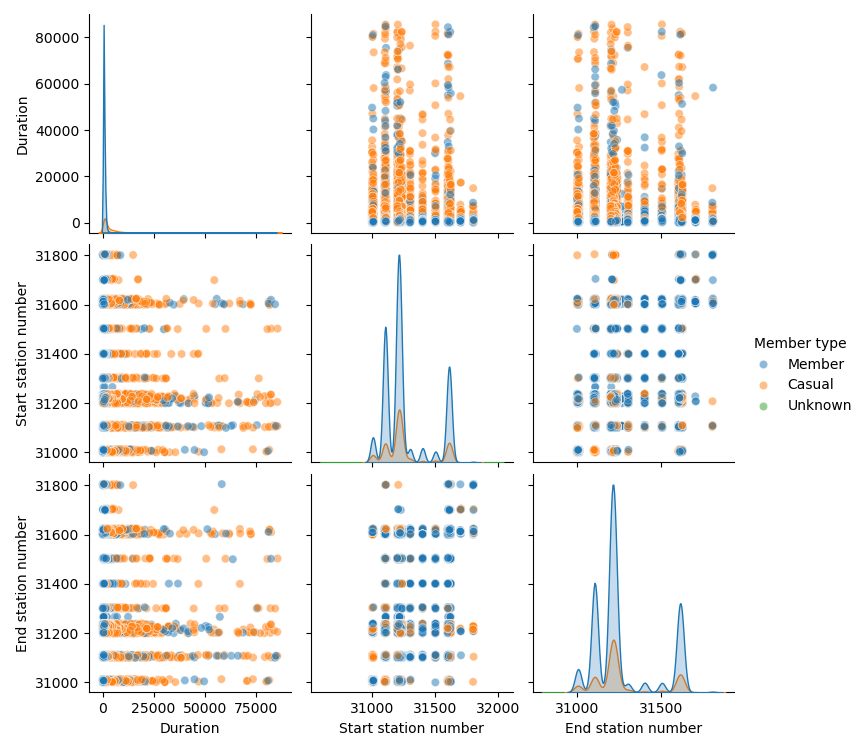 80000
60000
40000
20000
0
Duration
31800
31600
31400
31200
31000
Start station number
Member type
Member
Casual
Unknown
31800
31600
31400
31200
31000
End station number
0 25000 50000 75000
31000 31500 32000
31000 31500
Duration
Start station number
End station number